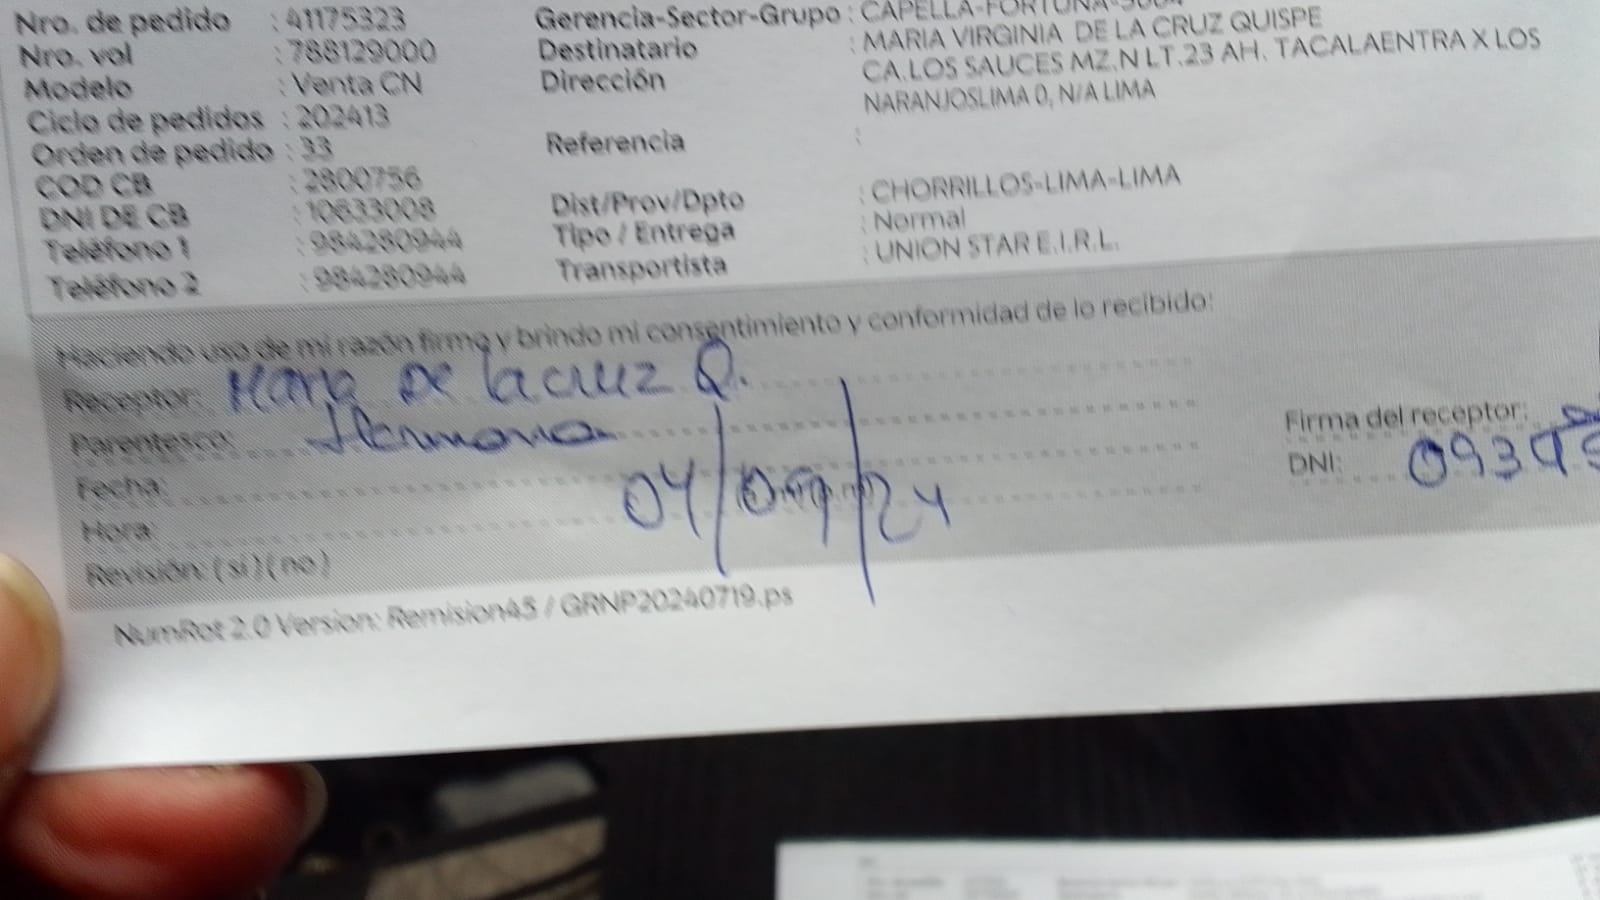 Nro. de pedido : 41175323 Gerencia-Sector-Grupo : CAPELLA-FORTUNA-
Nro. vol : 788129000 Destinatario : MARIA VIRGINIA DE LA CRUZ QUISPE
Modelo : Venta CN Dirección CA.LOS SAUCES MZ.N LT.23 AH. TACALAENTRA X LOS
NARANJOSLIMA 0, N/A LIMA
Ciclo de pedidos : 202413
Orden de pedido : 33 Referencia :
COD CB : 2800756
DNI DE CB : 10633008 Dist/Prov/Dpto : CHORRILLOS-LIMA-LIMA
Teléfono 1 : 984280944 Tipo / Entrega : Normal
Teléfono 2 : 984280944 Transportista : UNION STAR E.I.R.L.
Haciendo uso de mi razón firmo y brindo mi consentimiento y conformidad de lo recibido:
Receptor: Maria De la cruz Q.
Parentesco: Hermana
Firma del receptor:
Fecha: 04/09/24
DNI:
Hora:
Revisión: (si) (no)
NumRot 2.0 Version: Remision45 / GRNP20240719.ps